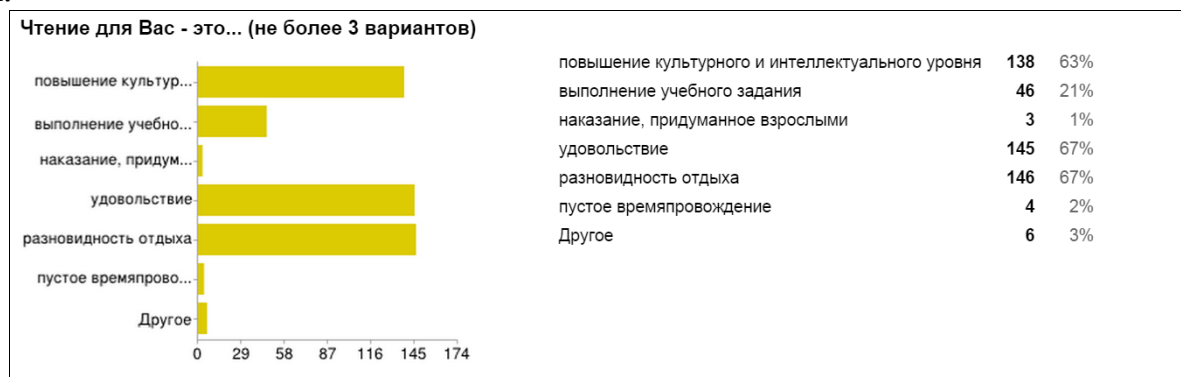 Чтение для Вас - это... (не более 3 вариантов)
повышение культур...
выполнение учебно...
наказание, придум...
удовольствие
разновидность отдыха
пустое времяпрово...
Другое
0 29 58 87 116 145 174
повышение культурного и интеллектуального уровня 138 63%
выполнение учебного задания 46 21%
наказание, придуманное взрослыми 3 1%
удовольствие 145 67%
разновидность отдыха 146 67%
пустое времяпровождение 4 2%
Другое 6 3%